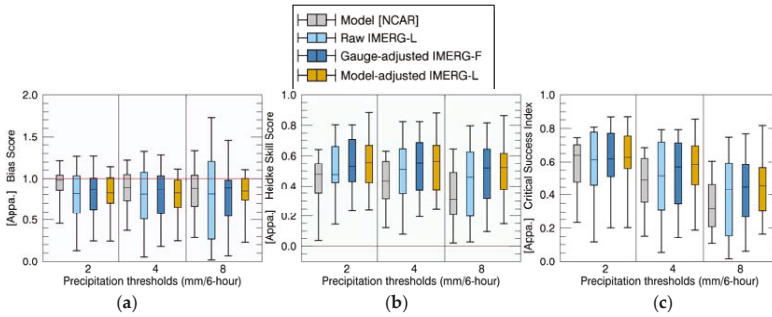 Model [NCAR]
Raw IMERG-L
Gauge-adjusted IMERG-F
Model-adjusted IMERG-L
[Appa.] Bias Score
2.0
1.5
1.0
0.5
0.0
2 4 8
Precipitation thresholds (mm/6-hour)
(a)
[Appa.] Heidke Skill Score
1.0
0.8
0.6
0.4
0.2
0.0
2 4 8
Precipitation thresholds (mm/6-hour)
(b)
[Appa.] Critical Success Index
1.0
0.8
0.6
0.4
0.2
0.0
2 4 8
Precipitation thresholds (mm/6-hour)
(c)